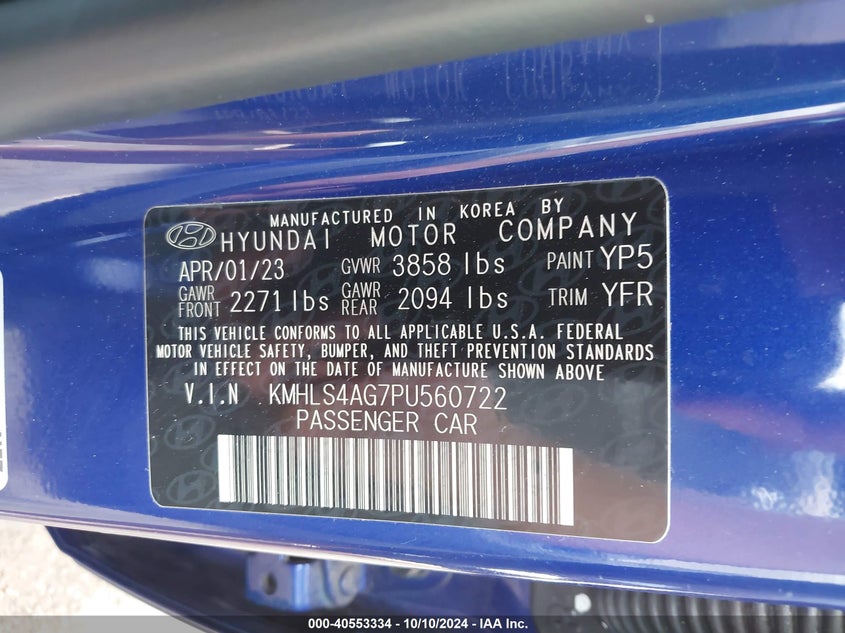 MANUFACTURED IN KOREA BY
HYUNDAI MOTOR COMPANY
APR/01/23 GVWR 3858 lbs PAINT YP5
GAWR FRONT 2271 lbs GAWR REAR 2094 lbs TRIM YFR
THIS VEHICLE CONFORMS TO ALL APPLICABLE U.S.A. FEDERAL
MOTOR VEHICLE SAFETY, BUMPER, AND THEFT PREVENTION STANDARDS
IN EFFECT ON THE DATE OF MANUFACTURE SHOWN ABOVE
V.I.N KMHLS4AG7PU560722
PASSENGER CAR
000-40553334 - 10/10/2024 - IAA Inc.